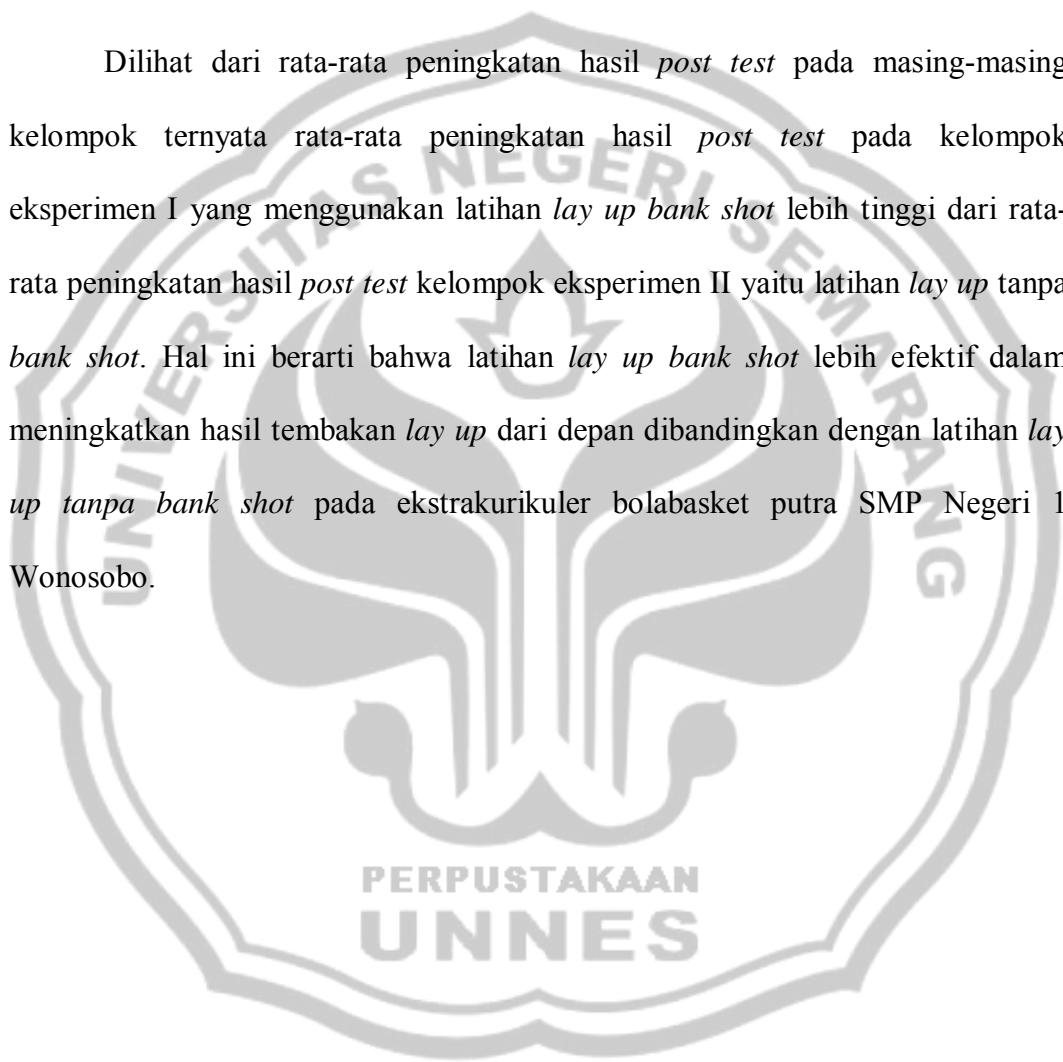 Dilihat dari rata-rata peningkatan hasil post test pada masing-masing
kelompok ternyata rata-rata peningkatan hasil post test pada kelompok
eksperimen I yang menggunakan latihan lay up bank shot lebih tinggi dari rata-
rata peningkatan hasil post test kelompok eksperimen II yaitu latihan lay up tanpa
bank shot. Hal ini berarti bahwa latihan lay up bank shot lebih efektif dalam
meningkatkan hasil tembakan lay up dari depan dibandingkan dengan latihan lay
up tanpa bank shot pada ekstrakurikuler bolabasket putra SMP Negeri 1
Wonosobo.
UNIVERSITAS NEGERI SEMARANG
PERPUSTAKAAN
UNNES